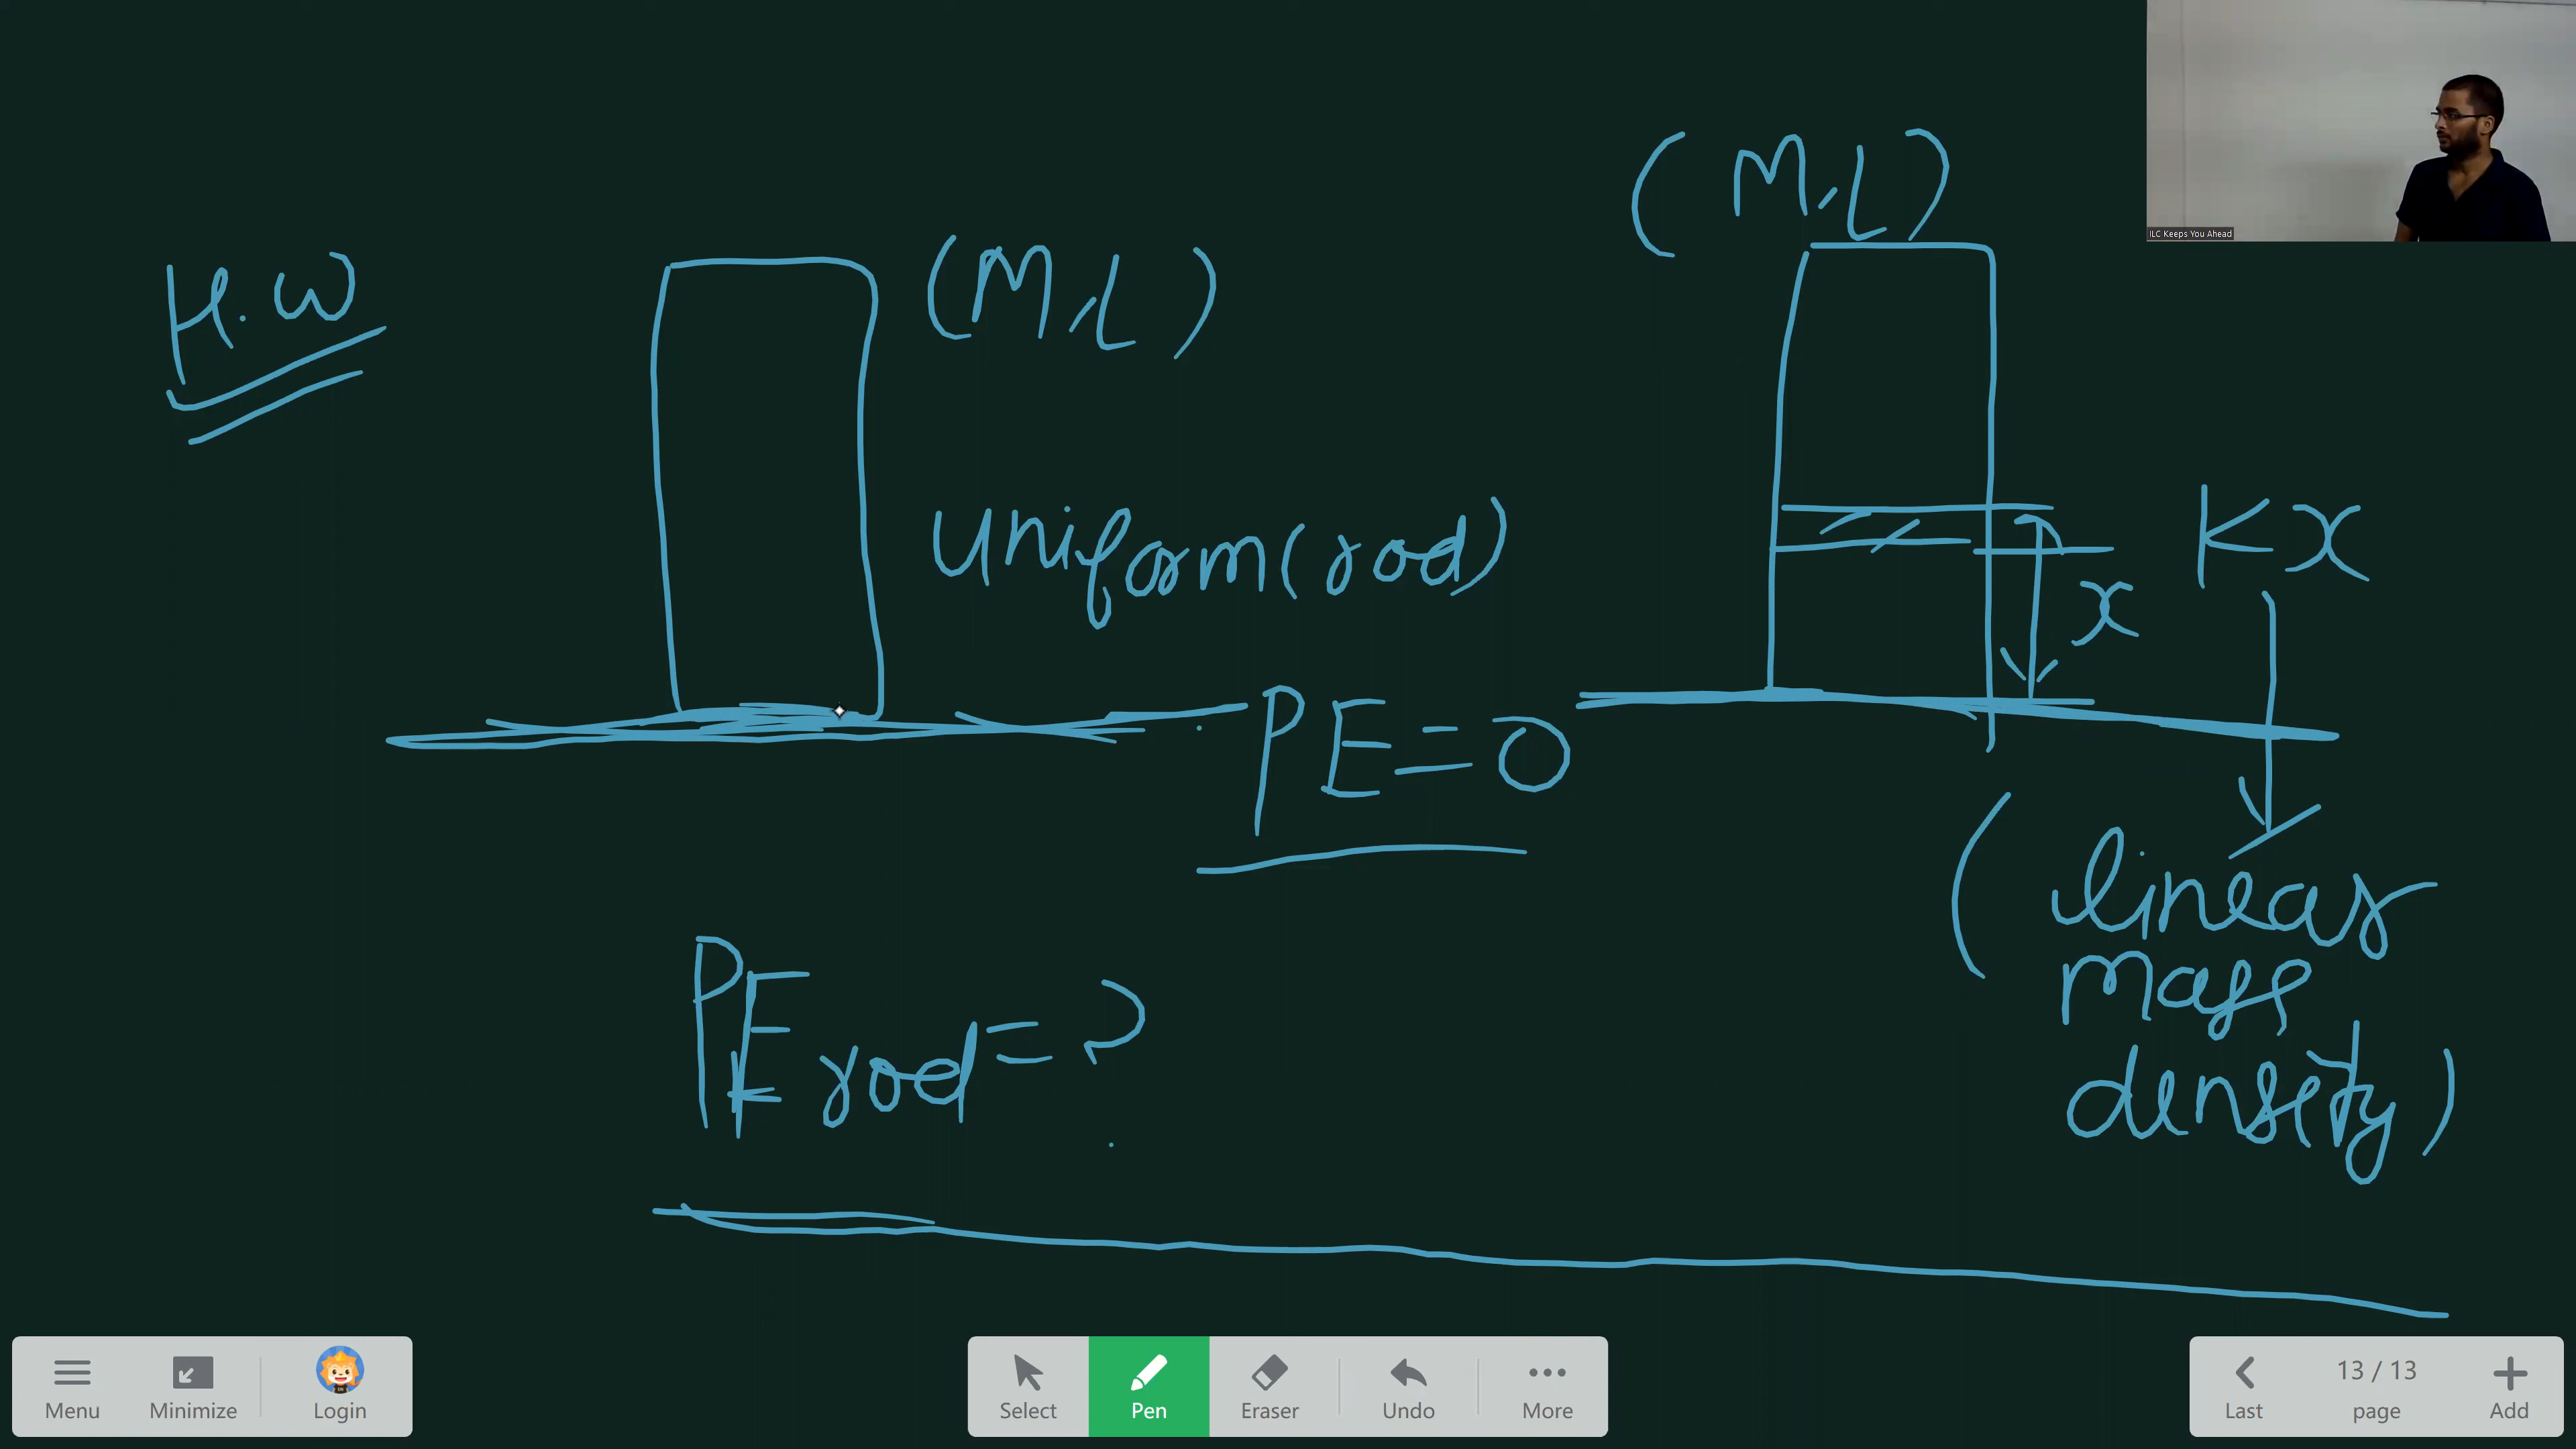 ILC Keeps You Ahead
(M,L)
H.W
(M,L)
uniform(rod)
Kx
x
PE=0
(linear
mass
density)
PE rod=?
Menu
Minimize
Login
Select
Pen
Eraser
Undo
More
Last
13 / 13
page
Add